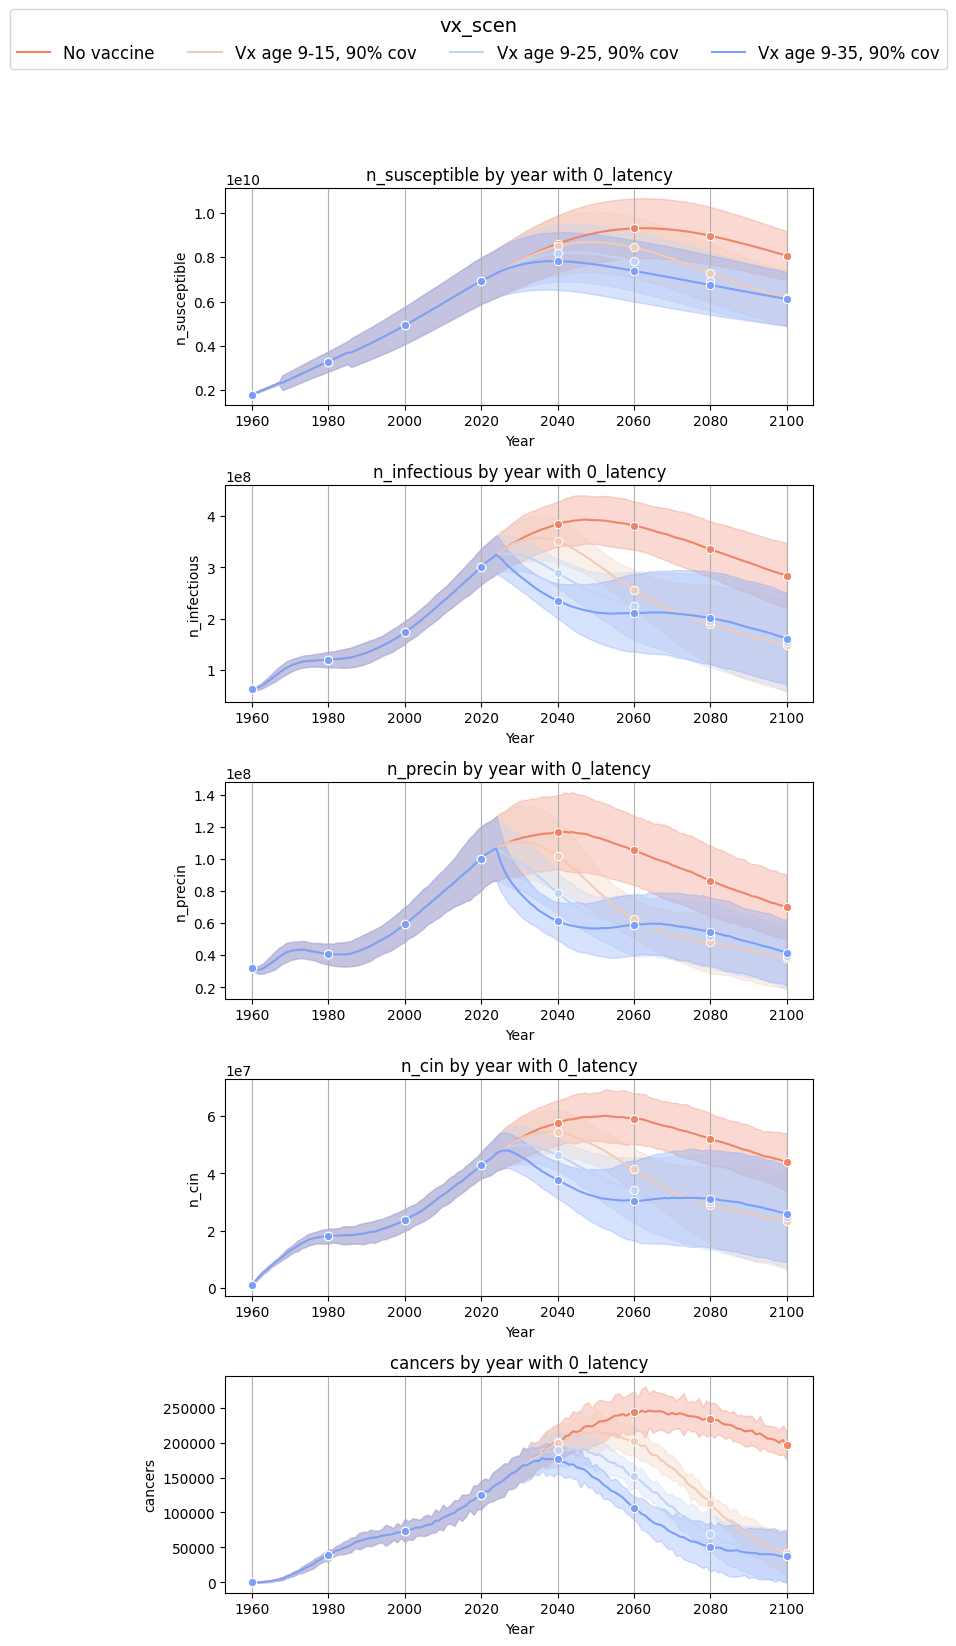 vx_scen
No vaccine Vx age 9-15, 90% cov Vx age 9-25, 90% cov Vx age 9-35, 90% cov
n_susceptible by year with 0_latency
1e10
1.0
0.8
0.6
0.4
0.2
n_susceptible
1960 1980 2000 2020 2040 2060 2080 2100
Year
n_infectious by year with 0_latency
1e8
4
3
2
1
n_infectious
1960 1980 2000 2020 2040 2060 2080 2100
Year
n_precin by year with 0_latency
1e8
1.4
1.2
1.0
0.8
0.6
0.4
0.2
n_precin
1960 1980 2000 2020 2040 2060 2080 2100
Year
n_cin by year with 0_latency
1e7
6
4
2
0
n_cin
1960 1980 2000 2020 2040 2060 2080 2100
Year
cancers by year with 0_latency
250000
200000
150000
100000
50000
0
cancers
1960 1980 2000 2020 2040 2060 2080 2100
Year